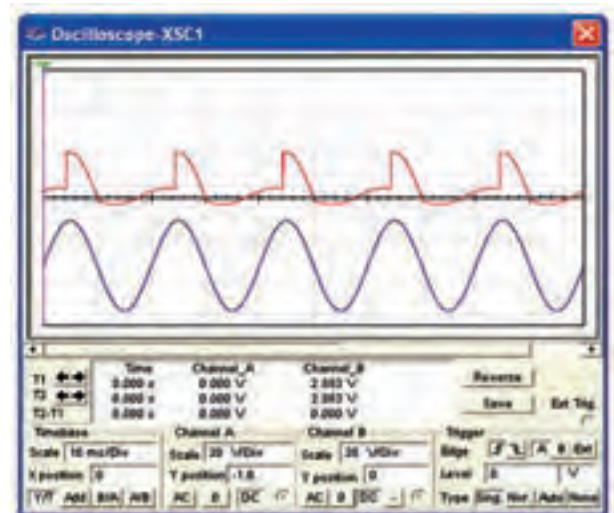 Oscilloscope-XSC1
Time Channel_A Channel_B
T1 0.000 s 0.000 V 2.003 V
T2 0.000 s 0.000 V 2.003 V
T2-T1 0.000 s 0.000 V 0.000 V
Reverse
Save Ext Trig.
Timebase Channel A Channel B Trigger
Scale 10 ms/Div Scale 20 V/Div Scale 20 V/Div Edge A B Ext
X position 0 Y position -1.0 Y position 0 Level 0 V
Y/T Add B/A A/B AC 0 DC AC 0 DC - Type Sing. Nor. Auto None